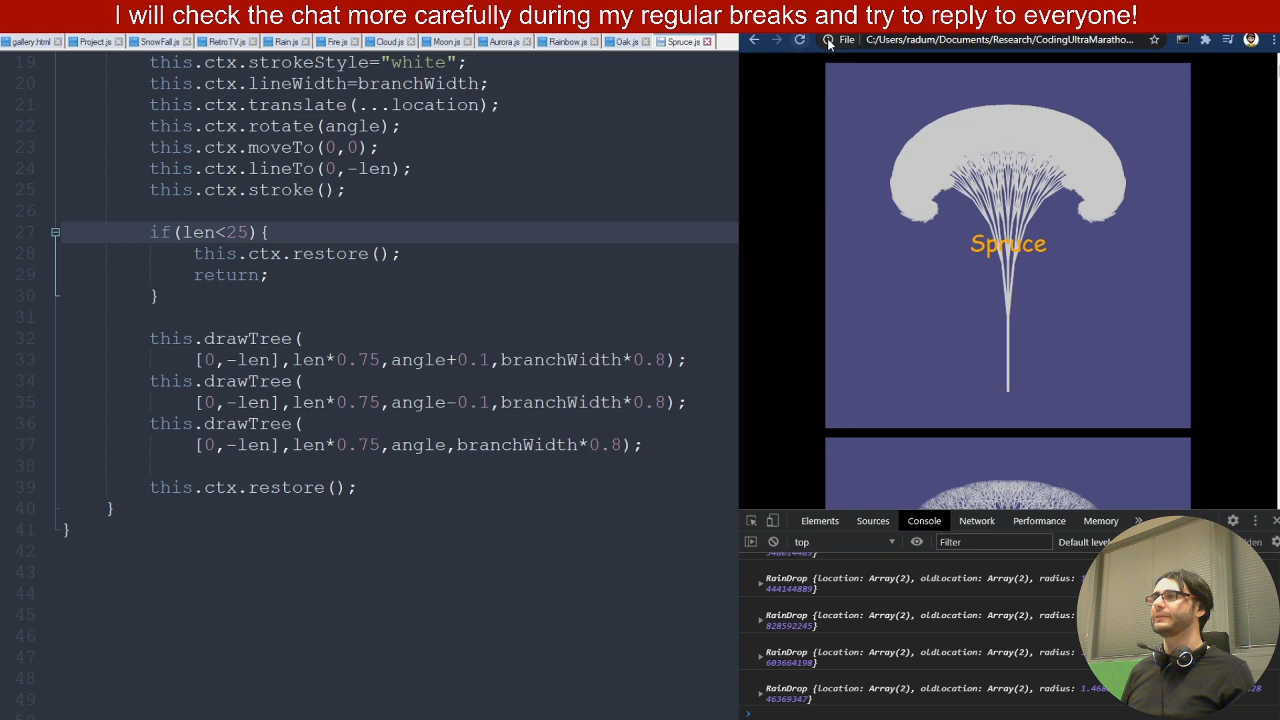 I will check the chat more carefully during my regular breaks and try to reply to everyone!
gallery.html Project.js SnowFall.js RetroTV.js Rain.js Fire.js Cloud.js Moon.js Aurora.js Rainbow.js Oak.js Spruce.js
File C:/Users/radum/Documents/Research/CodingUltraMaratho...
19 this.ctx.strokeStyle="white";
20 this.ctx.lineWidth=branchWidth;
21 this.ctx.translate(...location);
22 this.ctx.rotate(angle);
23 this.ctx.moveTo(0,0);
24 this.ctx.lineTo(0,-len);
25 this.ctx.stroke();
26
27 if(len<25){
28 this.ctx.restore();
29 return;
30 }
31
32 this.drawTree(
33 [0,-len],len*0.75,angle+0.1,branchWidth*0.8);
34 this.drawTree(
35 [0,-len],len*0.75,angle-0.1,branchWidth*0.8);
36 this.drawTree(
37 [0,-len],len*0.75,angle,branchWidth*0.8);
38
39 this.ctx.restore();
40 }
41 }
42
43
44
45
46
47
48
49
Spruce
Elements Sources Console Network Performance Memory
top Filter Default leve
RainDrop {location: Array(2), oldLocation: Array(2), radius:
444144889}
RainDrop {location: Array(2), oldLocation: Array(2), radius:
828592245}
RainDrop {location: Array(2), oldLocation: Array(2), radius:
603664198}
RainDrop {location: Array(2), oldLocation: Array(2), radius:
46369347}